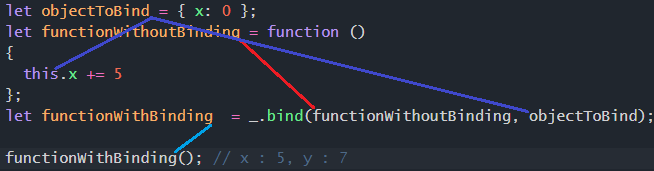 let objectToBind = { x: 0 };
let functionWithoutBinding = function ()
{
this.x += 5
};
let functionWithBinding = _.bind(functionWithoutBinding, objectToBind);
functionWithBinding(); // x : 5, y : 7